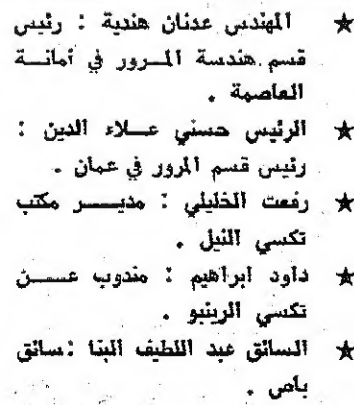 ★ المهندس عدنان هندية : رئيس
قسم هندسة المرور في أمانة
العاصمة .
★ الرئيس حسني علاء الدين :
رئيس قسم المرور في عمان .
★ رفعت الخليلي : مدير مكتب
تكسي النيل .
★ داود ابراهيم : مندوب عن
تكسي الرينبو .
★ السائق عبد اللطيف البنا : سائق
باص .